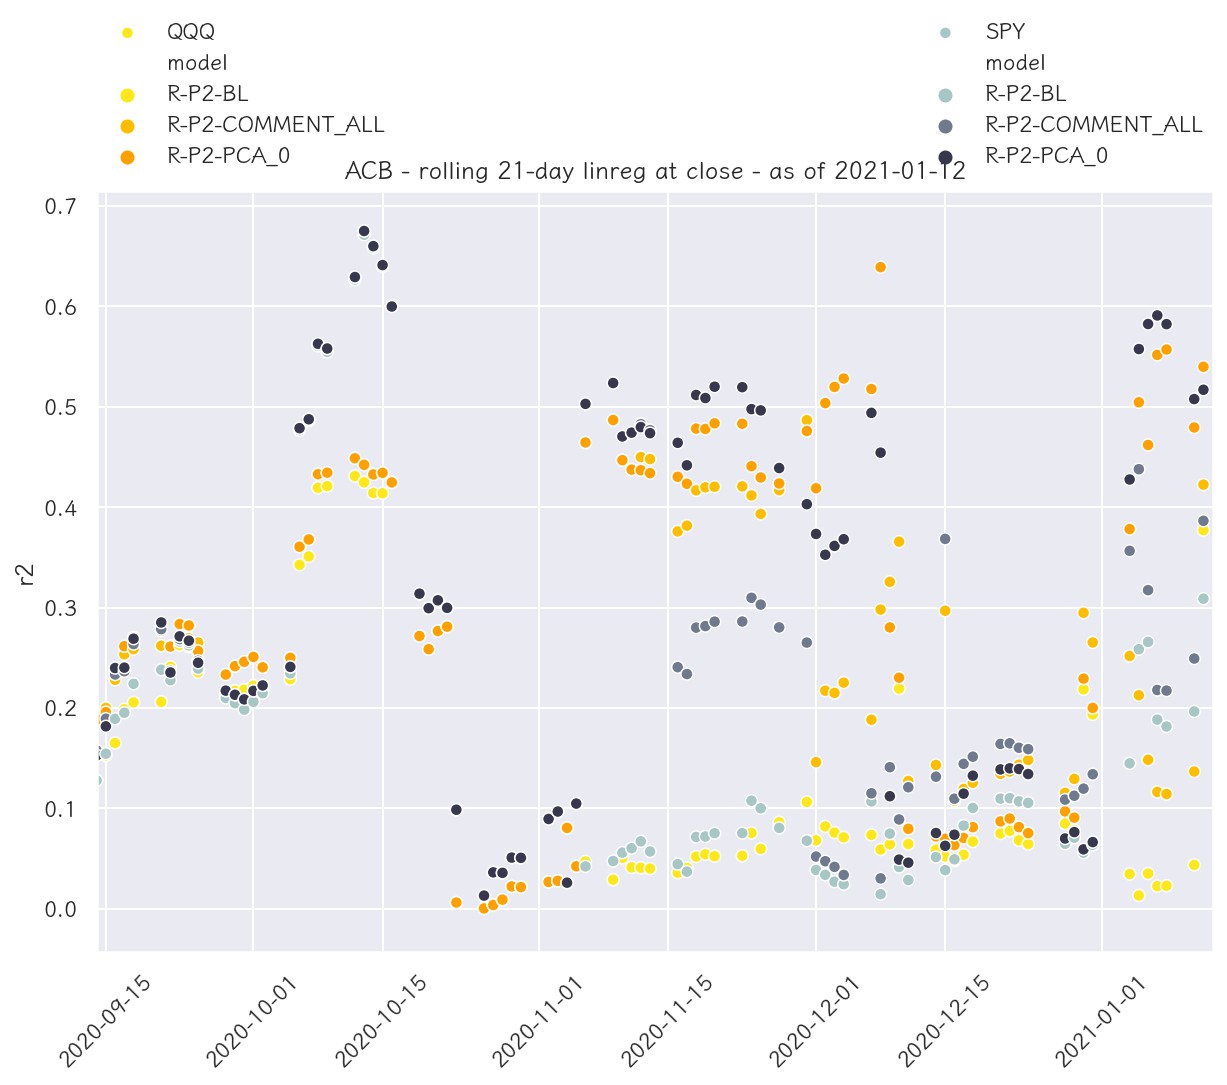 QQQ
model
R-P2-BL
R-P2-COMMENT_ALL
R-P2-PCA_0
SPY
model
R-P2-BL
R-P2-COMMENT_ALL
R-P2-PCA_0
ACB - rolling 21-day linreg at close - as of 2021-01-12
0.7
0.6
0.5
0.4
0.3
0.2
0.1
0.0
r2
2020-09-15
2020-10-01
2020-10-15
2020-11-01
2020-11-15
2020-12-01
2020-12-15
2021-01-01